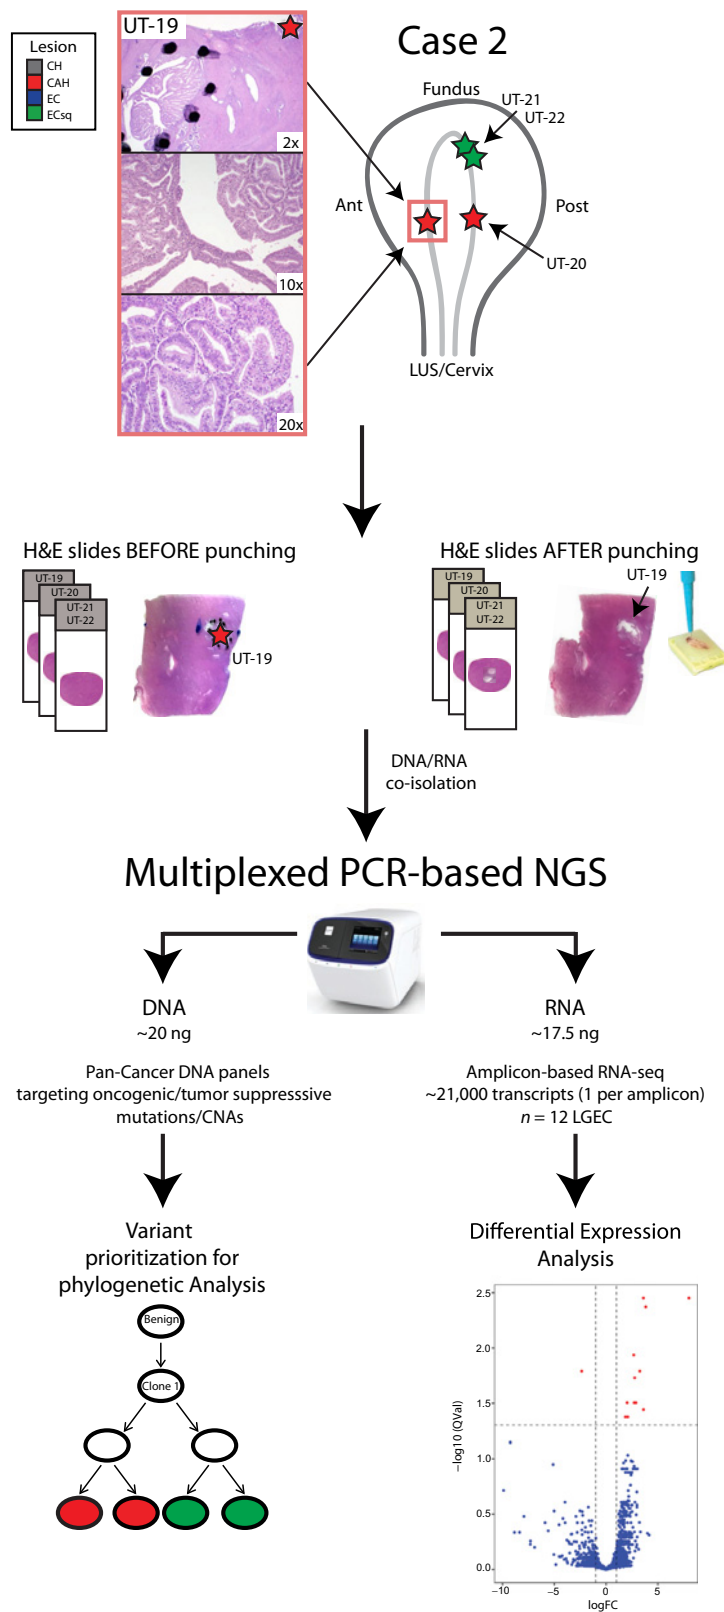 UT-19
Case 2
Lesion
CH
CAH
EC
ECsq
2x
10x
20x
Fundus
UT-21
UT-22
Ant
Post
UT-20
LUS/Cervix
H&E slides BEFORE punching
UT-19
UT-20
UT-21
UT-22
UT-19
H&E slides AFTER punching
UT-19
UT-19
UT-20
UT-21
UT-22
DNA/RNA
co-isolation
Multiplexed PCR-based NGS
DNA
~20 ng
Pan-Cancer DNA panels
targeting oncogenic/tumor suppresssive
mutations/CNAs
RNA
~17.5 ng
Amplicon-based RNA-seq
~21,000 transcripts (1 per amplicon)
n = 12 LGEC
Variant
prioritization for
phylogenetic Analysis
Benign
Clone 1
Differential Expression
Analysis
2.5
2.0
1.5
1.0
0.5
0.0
−log10 (QVal)
−10
−5
0
5
logFC